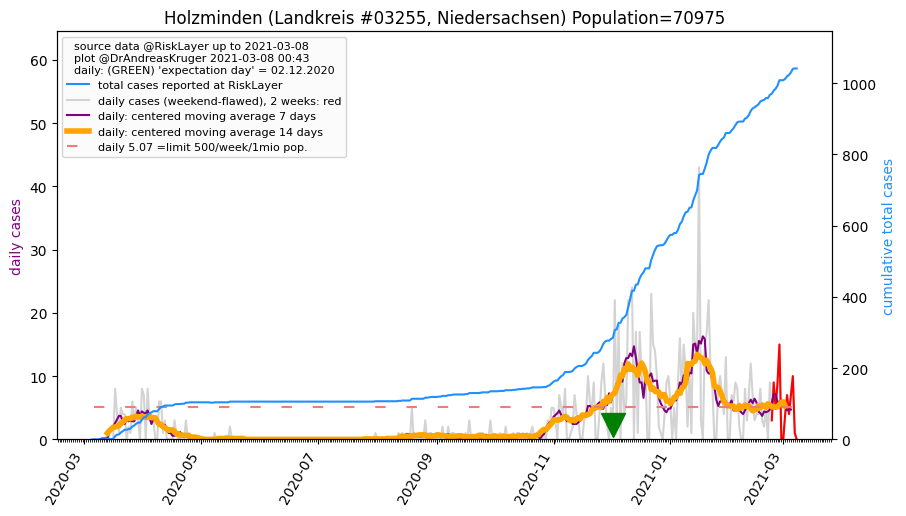 Holzminden (Landkreis #03255, Niedersachsen) Population=70975
source data @RiskLayer up to 2021-03-08
plot @DrAndreasKruger 2021-03-08 00:43
daily: (GREEN) 'expectation day' = 02.12.2020
total cases reported at RiskLayer
daily cases (weekend-flawed), 2 weeks: red
daily: centered moving average 7 days
daily: centered moving average 14 days
daily 5.07 =limit 500/week/1mio pop.
daily cases
60
50
40
30
20
10
0
cumulative total cases
1000
800
600
400
200
0
2020-03
2020-05
2020-07
2020-09
2020-11
2021-01
2021-03